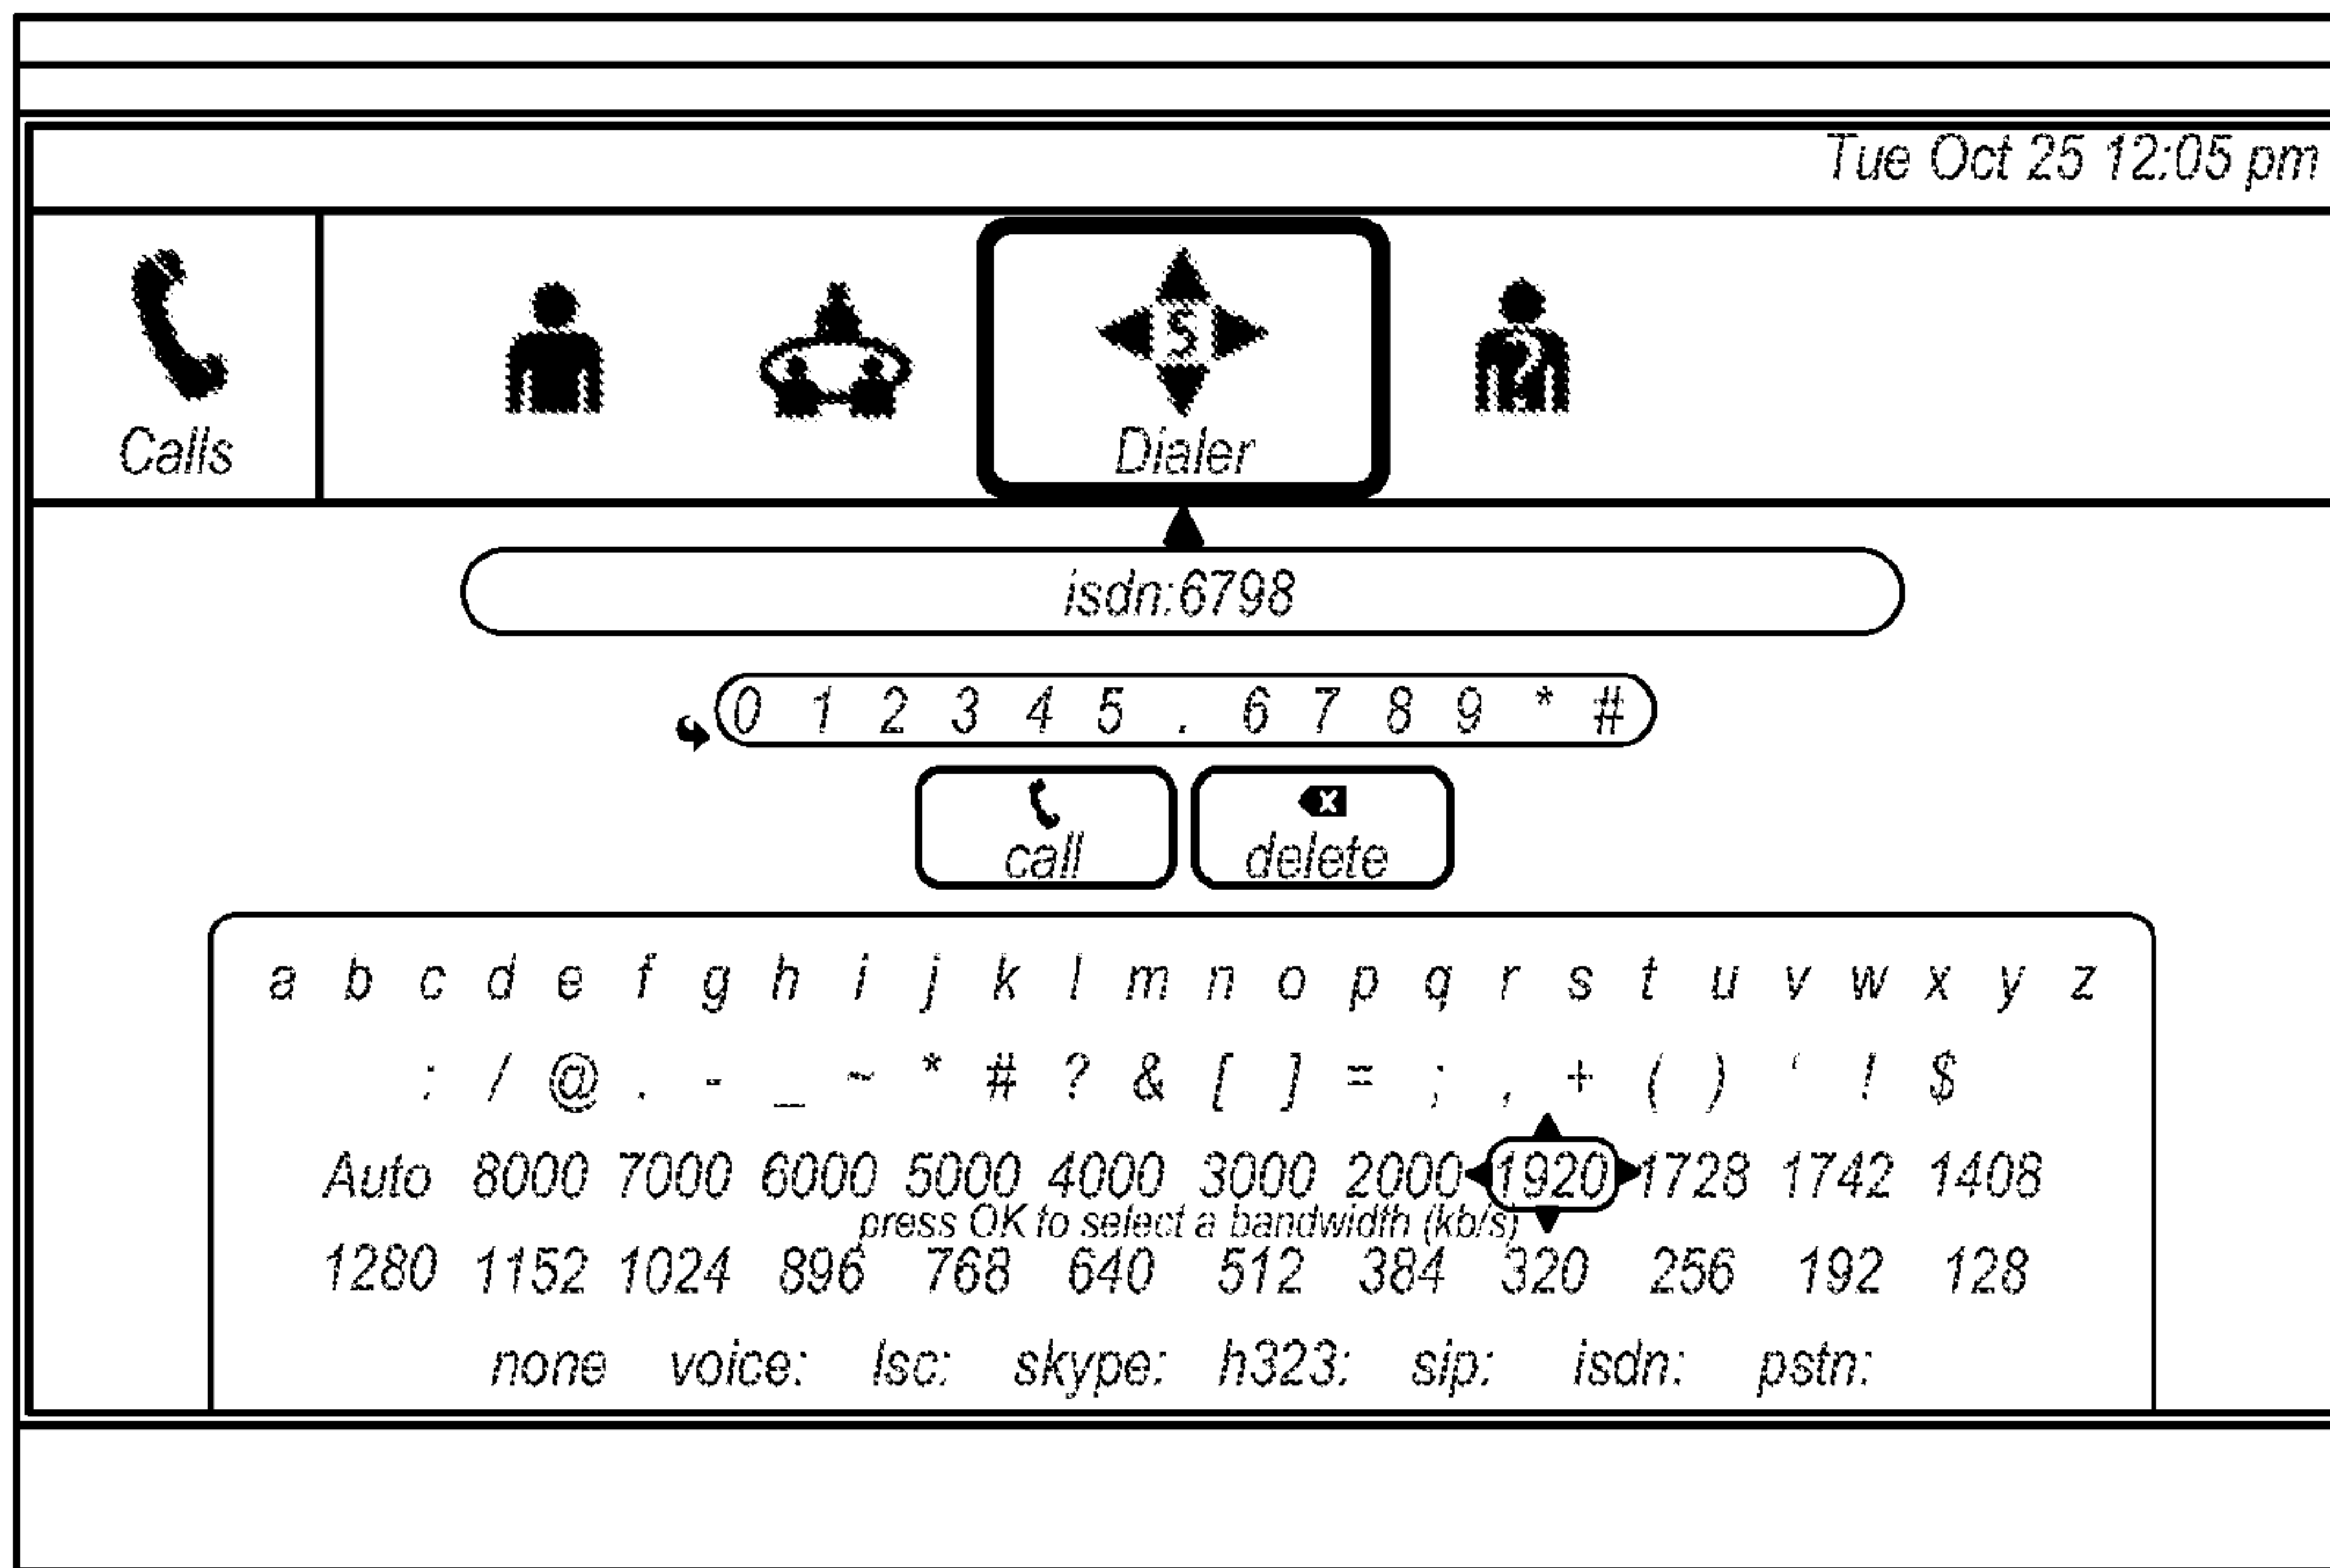 Tue Oct 25 12:05 pm
Calls
Dialer
isdn:6798
0 1 2 3 4 5 . 6 7 8 9 * #
call delete
a b c d e f g h i j k l m n o p q r s t u v w x y z
: / @ . - _ ~ * # ? & [ ] = ; , + ( ) ‘ ! $
Auto 8000 7000 6000 5000 4000 3000 2000 1920 1728 1742 1408
press OK to select a bandwidth (kb/s)
1280 1152 1024 896 768 640 512 384 320 256 192 128
none voice: lsc: skype: h323: sip: isdn: pstn: